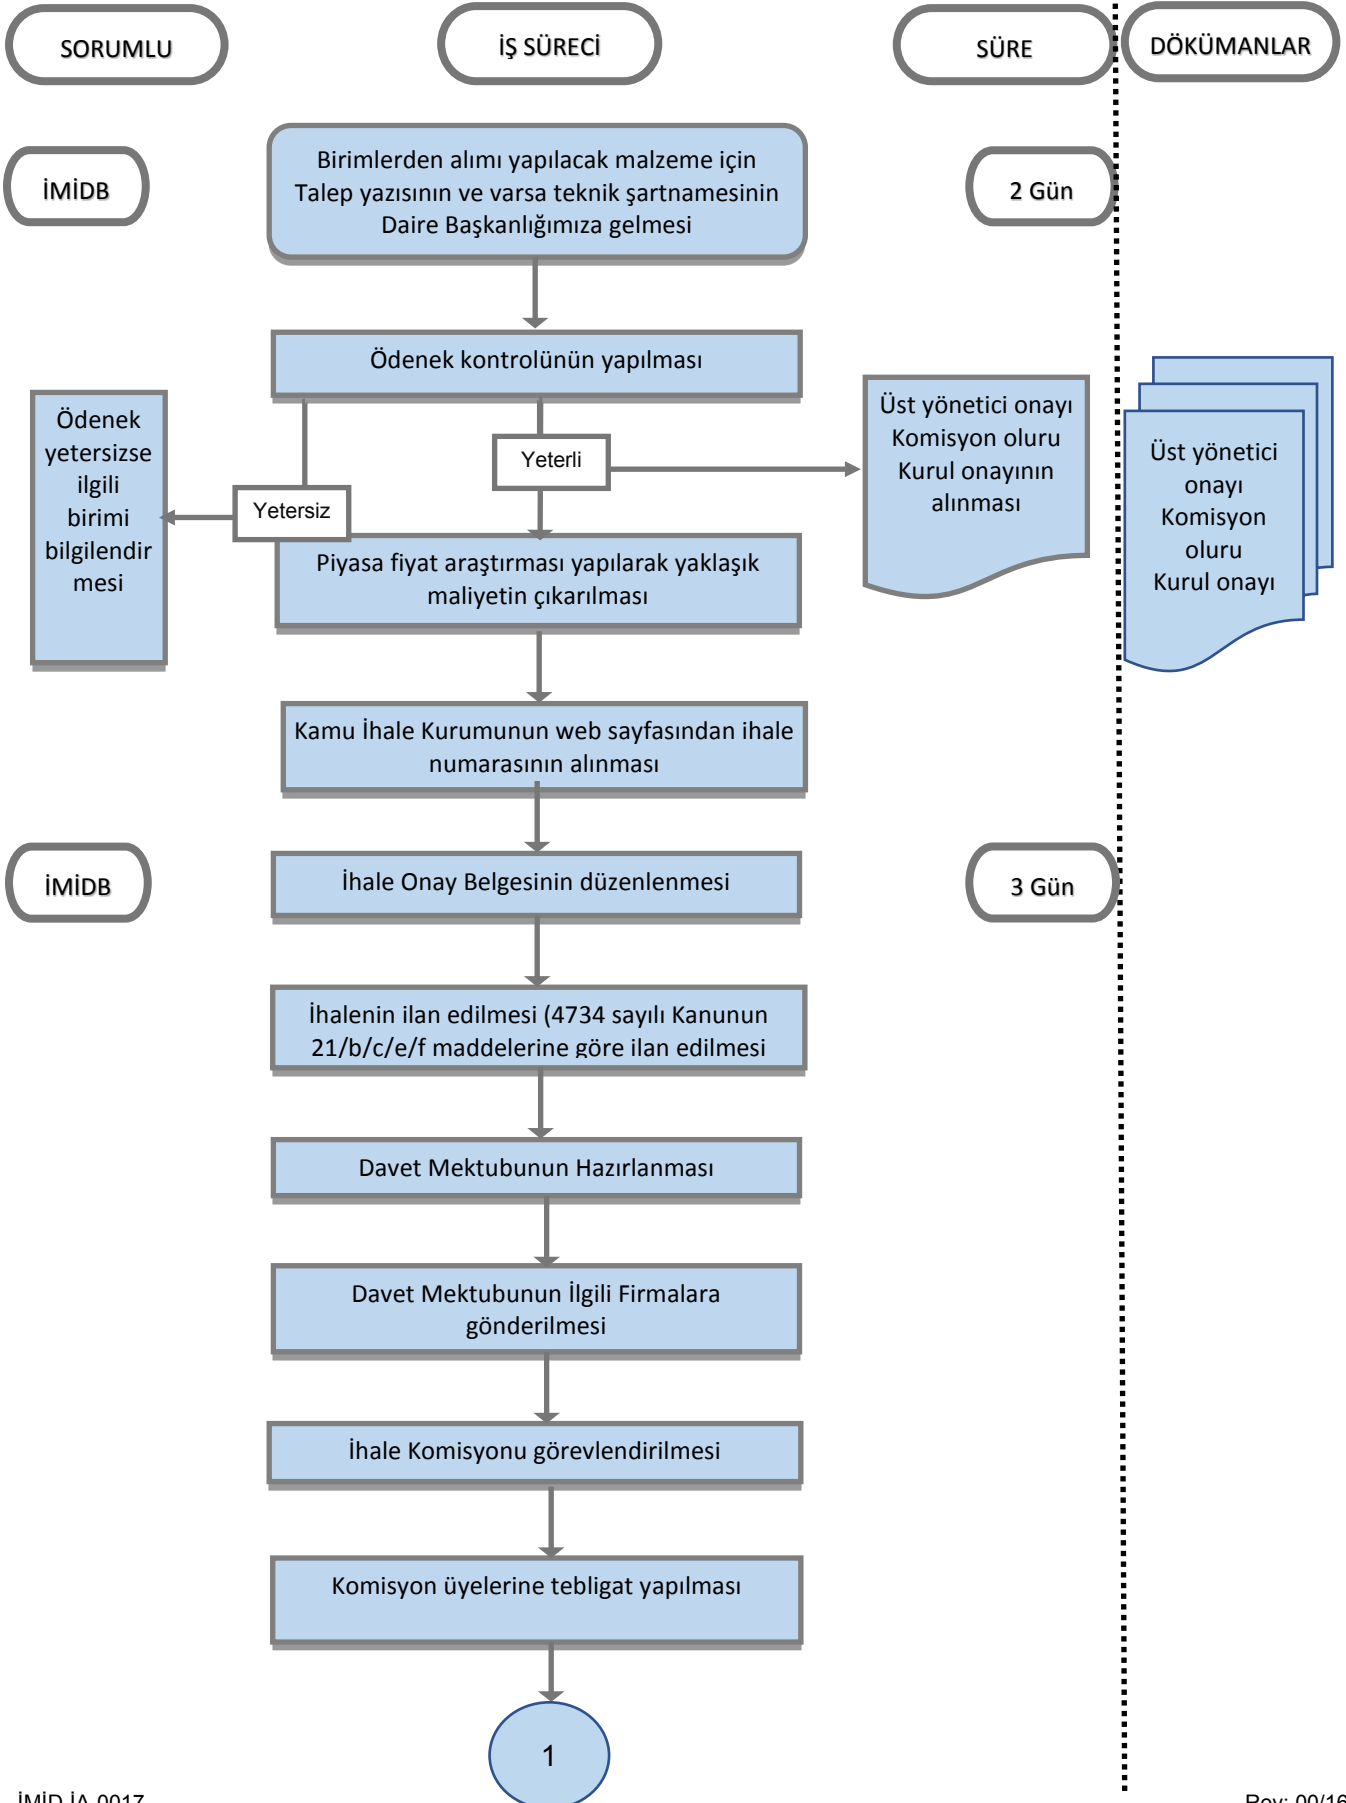 SORUMLU
İŞ SÜRECİ
SÜRE
DÖKÜMANLAR
İMİDB
Birimlerden alımı yapılacak malzeme için
Talep yazısının ve varsa teknik şartnamesinin
Daire Başkanlığımıza gelmesi
2 Gün
Ödenek kontrolünün yapılması
Ödenek
yetersizse
ilgili
birimi
bilgilendir
mesi
Yetersiz
Yeterli
Üst yönetici onayı
Komisyon oluru
Kurul onayının
alınması
Üst yönetici
onayı
Komisyon
oluru
Kurul onayı
Piyasa fiyat araştırması yapılarak yaklaşık
maliyetin çıkarılması
Kamu İhale Kurumunun web sayfasından ihale
numarasının alınması
İMİDB
İhale Onay Belgesinin düzenlenmesi
3 Gün
İhalenin ilan edilmesi (4734 sayılı Kanunun
21/b/c/e/f maddelerine göre ilan edilmesi
Davet Mektubunun Hazırlanması
Davet Mektubunun İlgili Firmalara
gönderilmesi
İhale Komisyonu görevlendirilmesi
Komisyon üyelerine tebligat yapılması
1
İMİD.İA.0017
Rev: 00/16